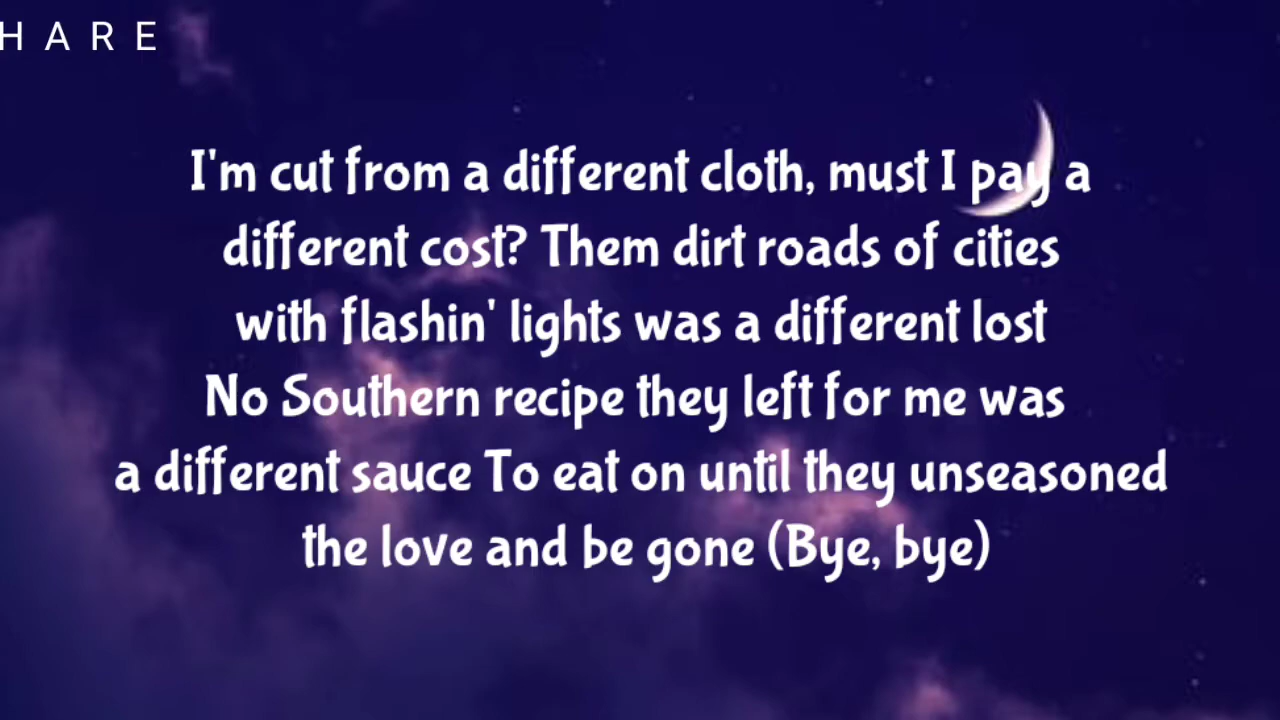 HARE
I'm cut from a different cloth, must I pay a
different cost? Them dirt roads of cities
with flashin' lights was a different lost
No Southern recipe they left for me was
a different sauce To eat on until they unseasoned
the love and be gone (Bye, bye)